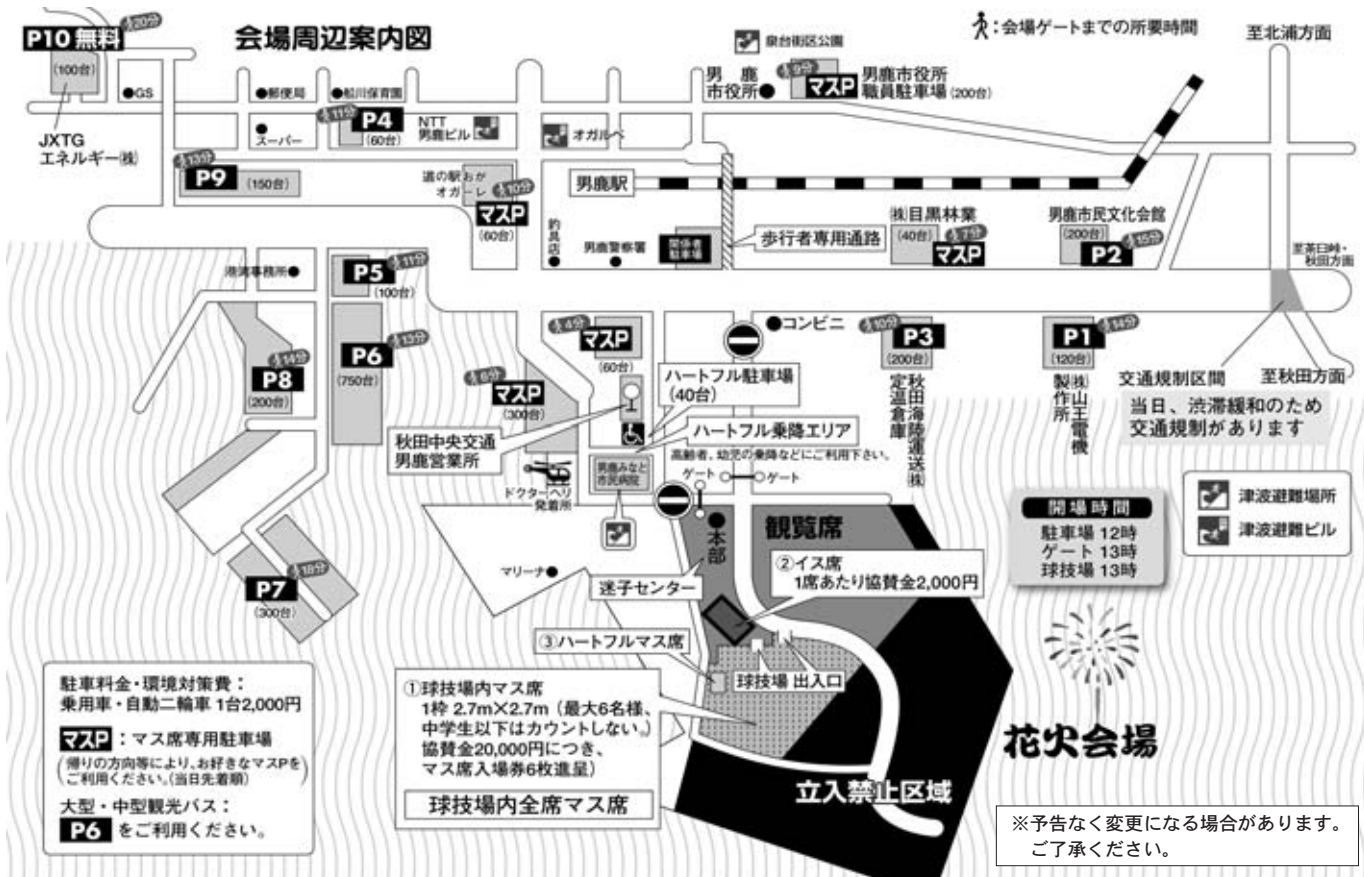 P10 無料
20分
(100台)
JXTG
エネルギー(株)
会場周辺案内図
:会場ゲートまでの所要時間
至北浦方面
泉台街区公園
男鹿
市役所
9分
マスP
男鹿市役所
職員駐車場(200台)
GS
郵便局
船川保育園
スーパー
11分
P4
(60台)
NTT
男鹿ビル
オガルベ
13分
P9
(150台)
道の駅おが
オガーレ
10分
マスP
(60台)
男鹿駅
釣具店
男鹿警察署
関係者
駐車場
歩行者専用通路
(株)目黒林業
(40台)
7分
マスP
男鹿市民文化会館
(200台)
P2
15分
至茶臼峠・
秋田方面
港湾事務所
P5
11分
(100台)
P6
13分
(750台)
14分
P8
(200台)
4分
マスP
(60台)
コンビニ
10分
P3
(200台)
秋田海陸運送(株)
定温倉庫
P1
14分
(120台)
(株)山王電機
製作所
交通規制区間
至秋田方面
当日、渋滞緩和のため
交通規制があります
6分
マスP
(300台)
ハートフル駐車場
(40台)
秋田中央交通
男鹿営業所
ハートフル乗降エリア
高齢者、幼児の乗降などにご利用下さい。
ゲート
ゲート
男鹿みなと
市民病院
ドクターヘリ
発着所
マリーナ
P7
18分
(300台)
本部
観覧席
迷子センター
②イス席
1席あたり協賛金2,000円
③ハートフルマス席
球技場 出入口
①球技場内マス席
1枠 2.7m×2.7m(最大6名様、
中学生以下はカウントしない。)
協賛金20,000円につき、
マス席入場券6枚進呈)
球技場内全席マス席
立入禁止区域
花火会場
開場時間
駐車場 12時
ゲート 13時
球技場 13時
津波避難場所
津波避難ビル
駐車料金・環境対策費:
乗用車・自動二輪車 1台2,000円
マスP:マス席専用駐車場
(帰りの方向等により、お好きなマスPを
ご利用ください。(当日先着順))
大型・中型観光バス:
P6 をご利用ください。
※予告なく変更になる場合があります。
ご了承ください。